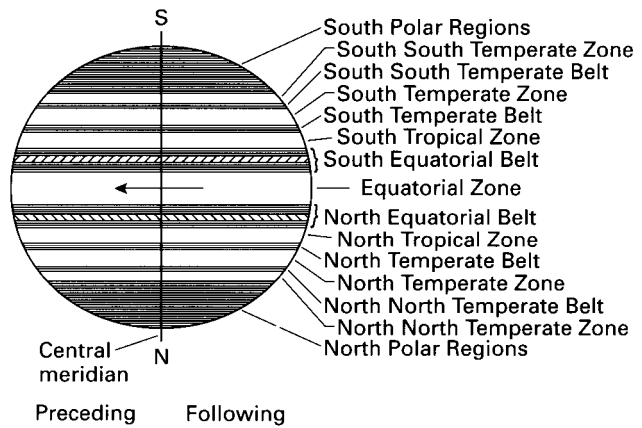 S
South Polar Regions
South South Temperate Zone
South South Temperate Belt
South Temperate Zone
South Temperate Belt
South Tropical Zone
South Equatorial Belt
Equatorial Zone
North Equatorial Belt
North Tropical Zone
North Temperate Belt
North Temperate Zone
North North Temperate Belt
North North Temperate Zone
North Polar Regions
Central
meridian
N
Preceding Following